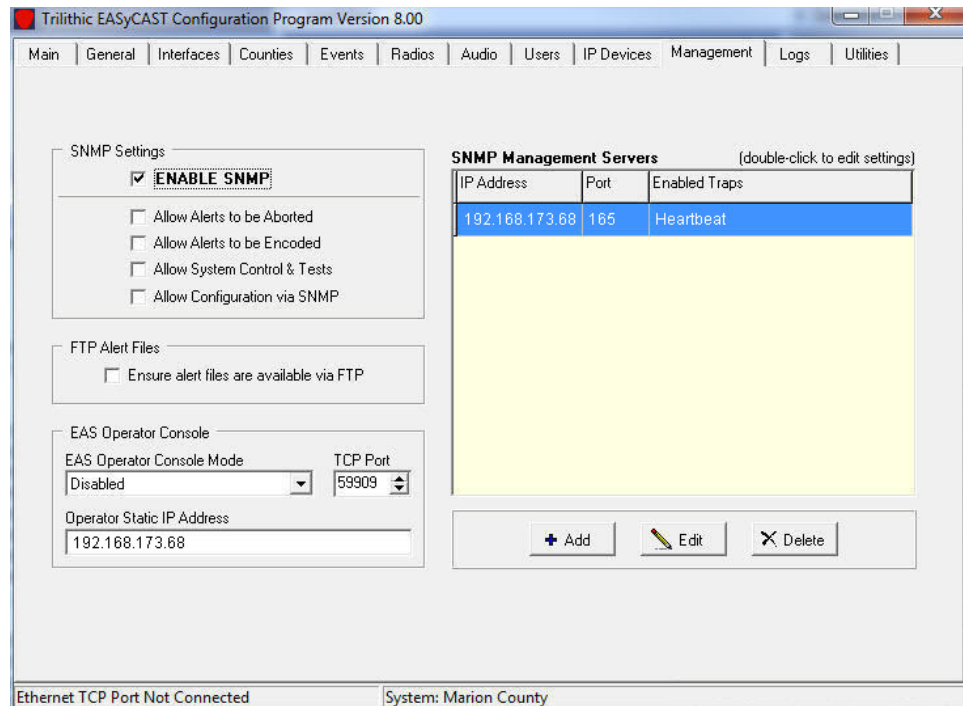 Trilithic EASyCAST Configuration Program Version 8.00
Main General Interfaces Counties Events Radios Audio Users IP Devices Management Logs Utilities
SNMP Settings
ENABLE SNMP
Allow Alerts to be Aborted
Allow Alerts to be Encoded
Allow System Control & Tests
Allow Configuration via SNMP
FTP Alert Files
Ensure alert files are available via FTP
EAS Operator Console
EAS Operator Console Mode TCP Port
Disabled 59909
Operator Static IP Address
192.168.173.68
SNMP Management Servers (double-click to edit settings)
IP Address Port Enabled Traps
192.168.173.68 165 Heartbeat
Add Edit Delete
Ethernet TCP Port Not Connected System: Marion County